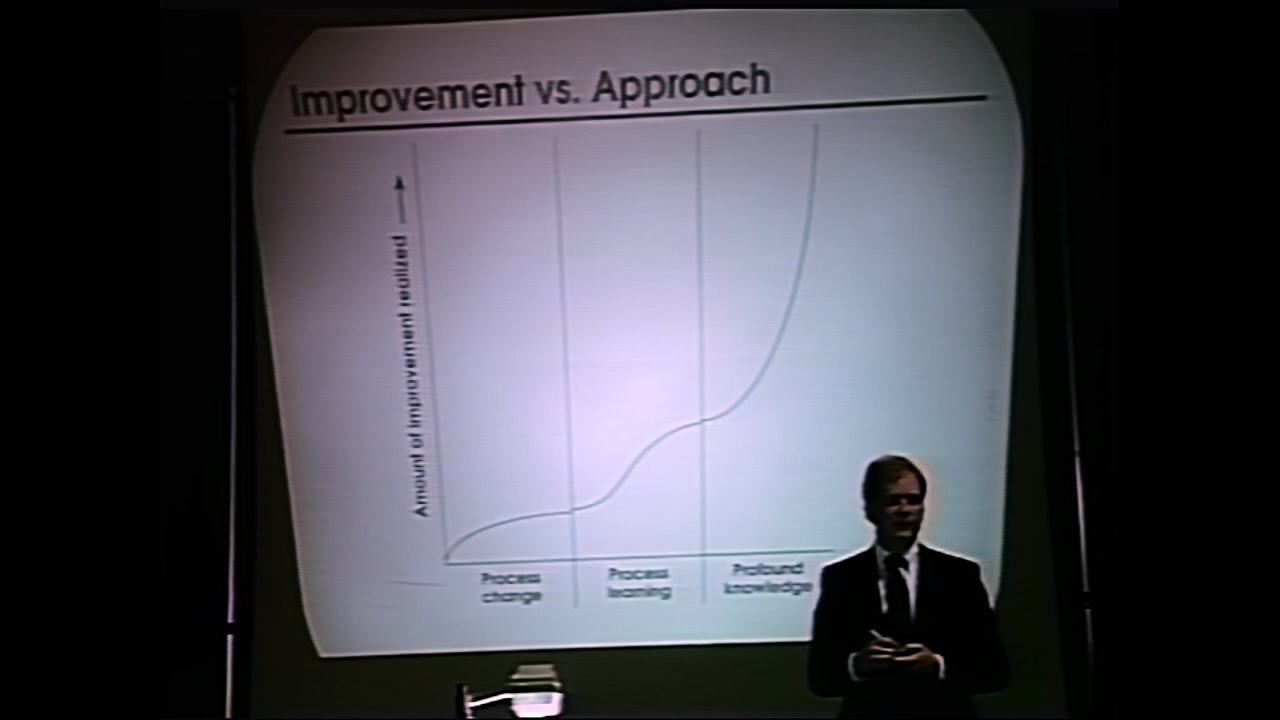 Improvement vs. Approach
Amount of improvement realized
Process
change
Process
learning
Profound
knowledge